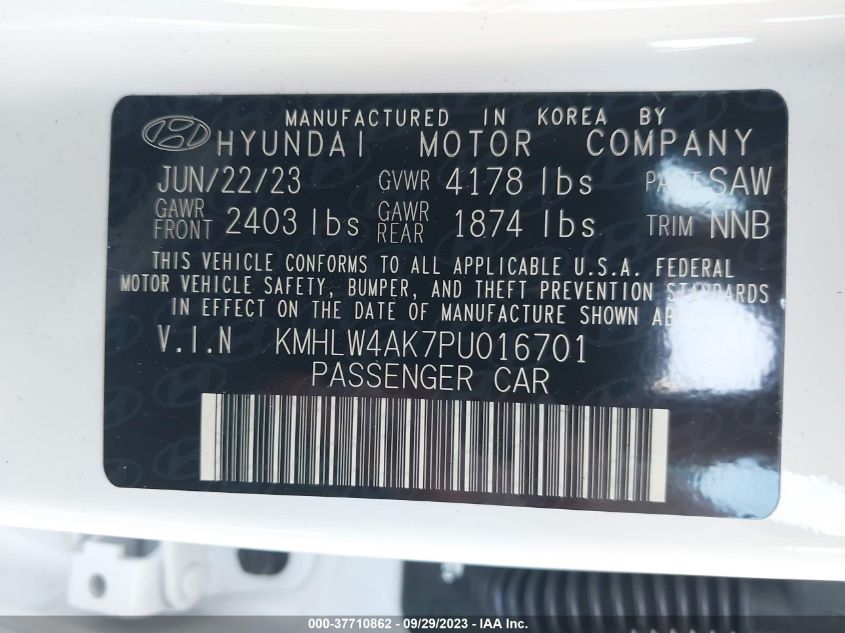 MANUFACTURED IN KOREA BY
HYUNDAI MOTOR COMPANY
JUN/22/23 GVWR 4178 lbs SAW
GAWR FRONT 2403 lbs GAWR REAR 1874 lbs TRIM NNB
THIS VEHICLE CONFORMS TO ALL APPLICABLE U.S.A. FEDERAL
MOTOR VEHICLE SAFETY, BUMPER, AND THEFT PREVENTION STANDARDS
IN EFFECT ON THE DATE OF MANUFACTURE SHOWN
V.I.N KMHLW4AK7PU016701
PASSENGER CAR
000-37710862 - 09/29/2023 - IAA Inc.